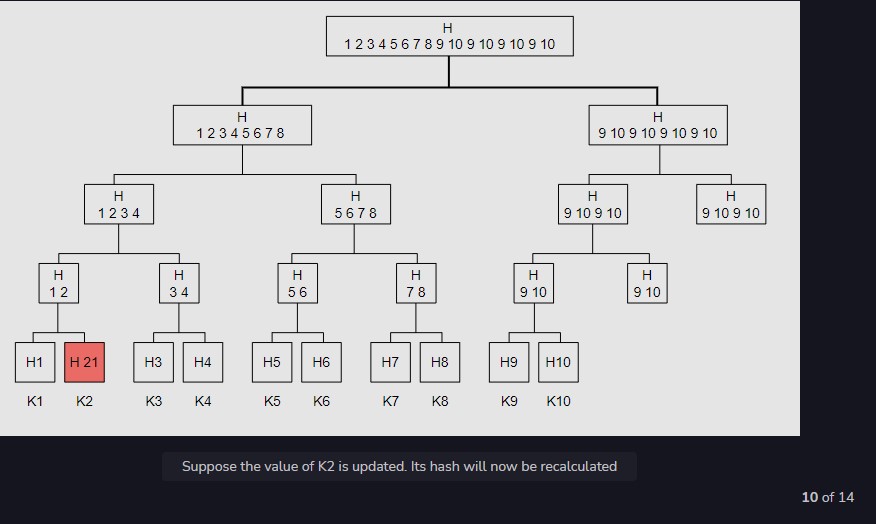 H
1 2 3 4 5 6 7 8 9 10 9 10 9 10 9 10
H
1 2 3 4 5 6 7 8
H
9 10 9 10 9 10 9 10
H
1 2 3 4
H
5 6 7 8
H
9 10 9 10
H
9 10 9 10
H
1 2
H
3 4
H
5 6
H
7 8
H
9 10
H
9 10
H1
H 21
H3
H4
H5
H6
H7
H8
H9
H10
K1
K2
K3
K4
K5
K6
K7
K8
K9
K10
Suppose the value of K2 is updated. Its hash will now be recalculated
10 of 14